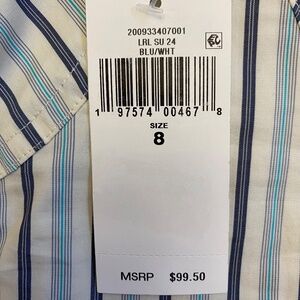 200933407001
LRL SU 24
BLU/WHT
1 97574 00467 8
SIZE
8
MSRP $99.50